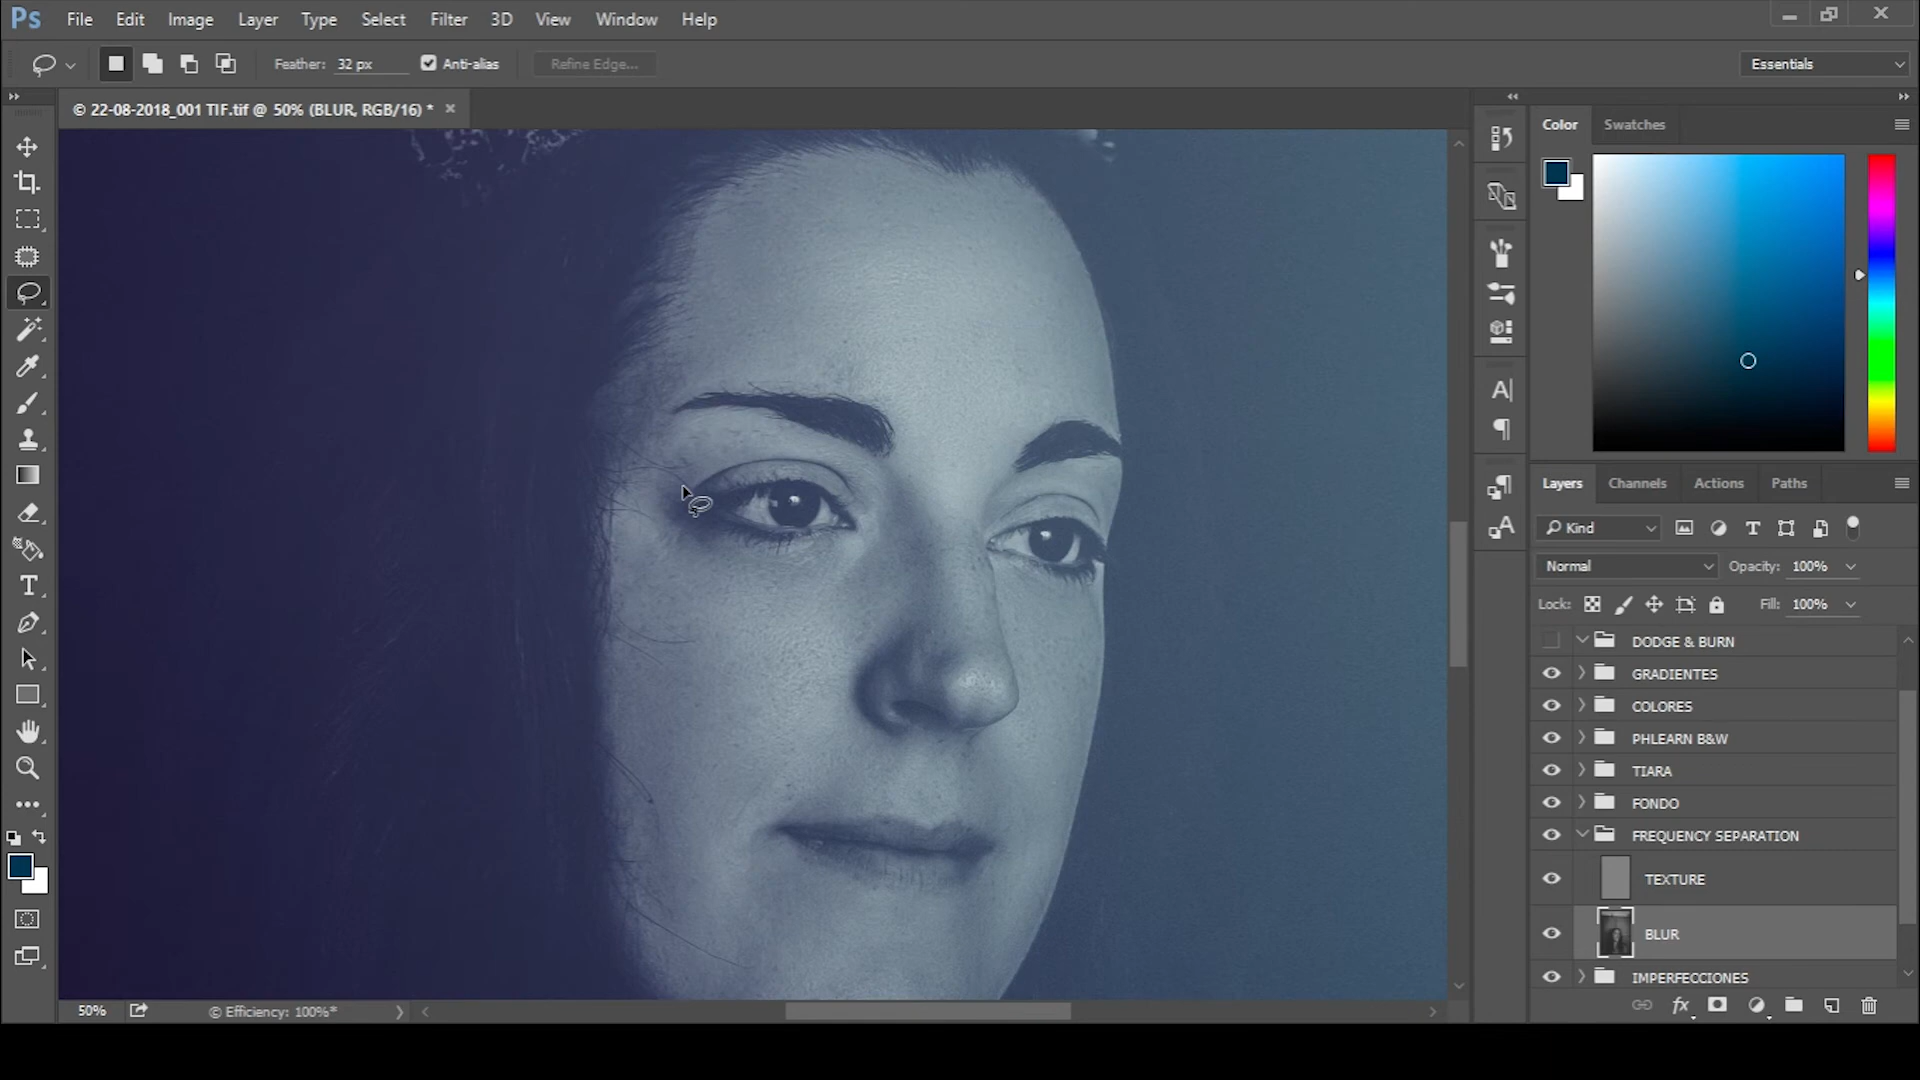 Ps File Edit Image Layer Type Select Filter 3D View Window Help
Feather: 32 px Anti-alias Refine Edge... Essentials
© 22-08-2018_001 TIF.tif @ 50% (BLUR, RGB/16) *
Color Swatches
Layers Channels Actions Paths
Kind
Normal Opacity: 100%
Lock: Fill: 100%
DODGE & BURN
GRADIENTES
COLORES
PHLEARN B&W
TIARA
FONDO
FREQUENCY SEPARATION
TEXTURE
BLUR
IMPERFECCIONES
50% © Efficiency: 100%*